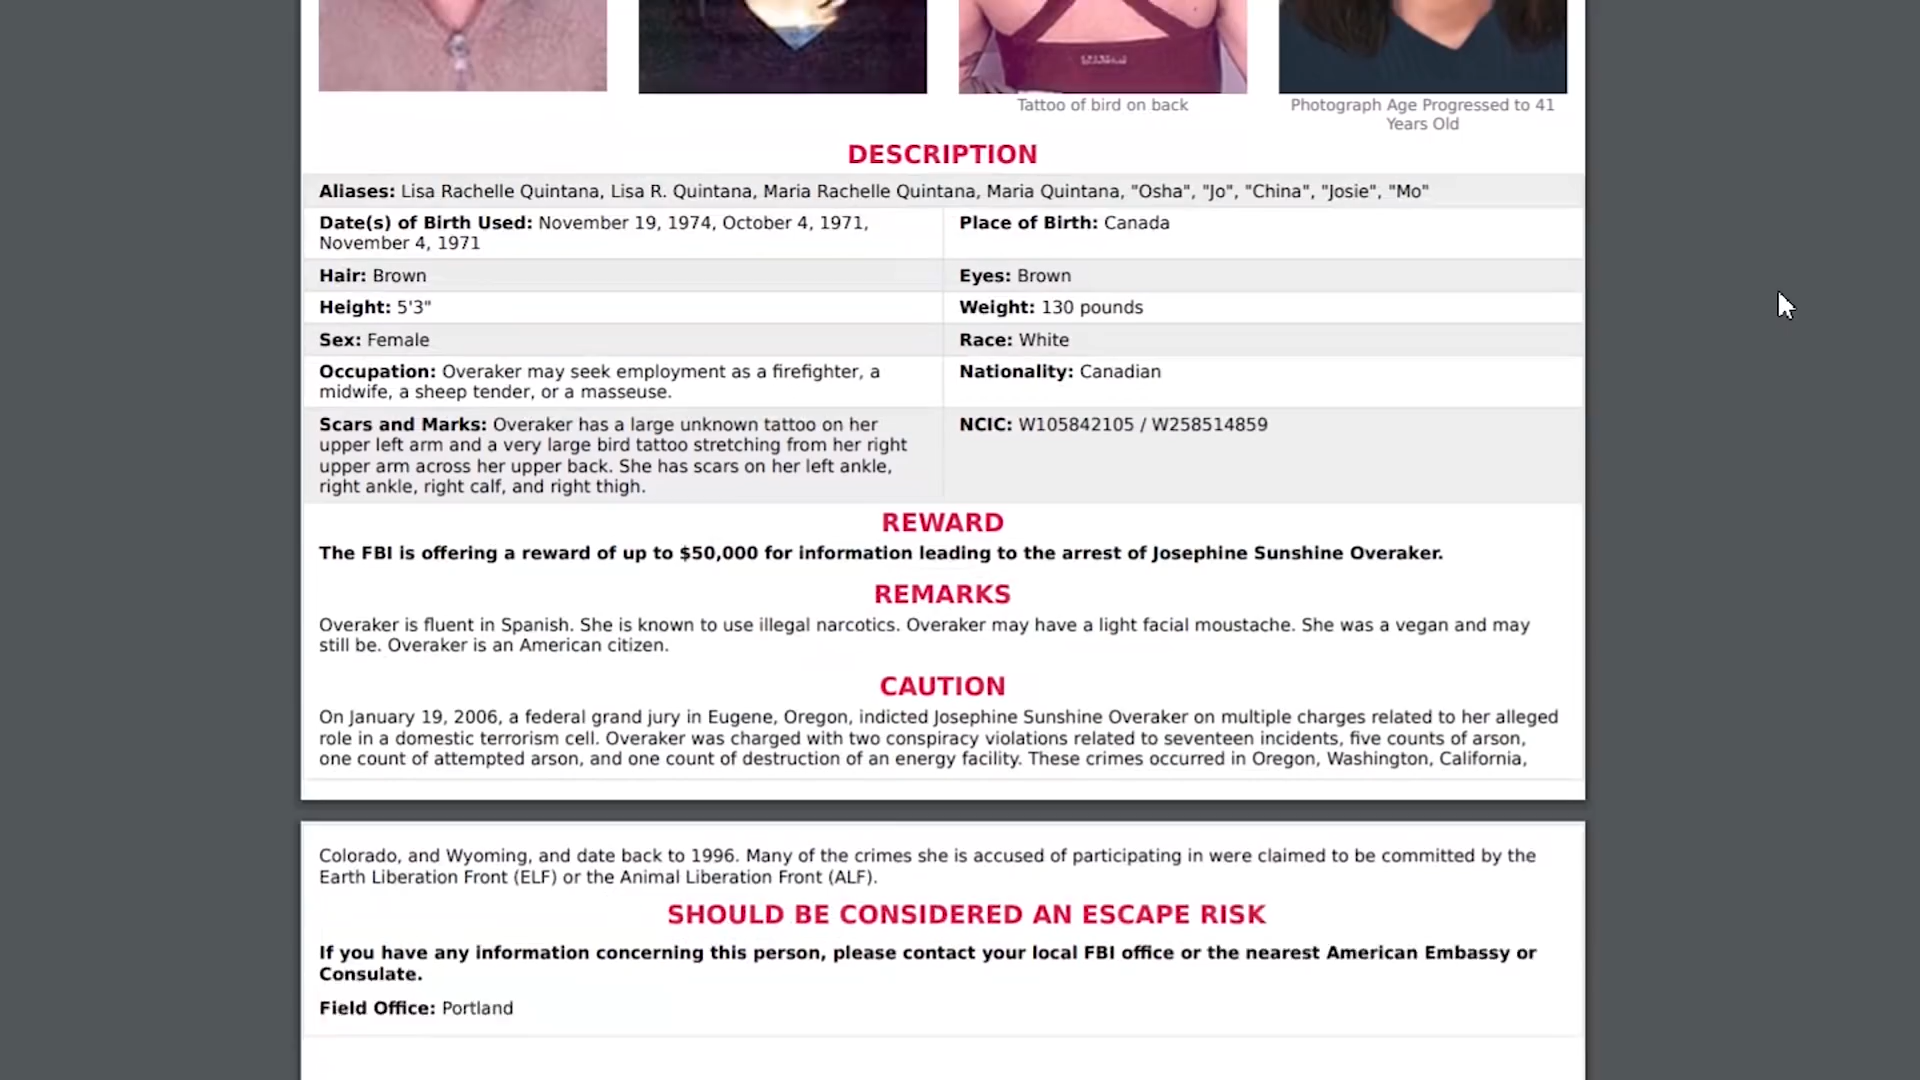 Tattoo of bird on back
Photograph Age Progressed to 41
Years Old
DESCRIPTION
Aliases: Lisa Rachelle Quintana, Lisa R. Quintana, Maria Rachelle Quintana, Maria Quintana, "Osha", "Jo", "China", "Josie", "Mo"
Date(s) of Birth Used: November 19, 1974, October 4, 1971,
November 4, 1971
Place of Birth: Canada
Hair: Brown
Eyes: Brown
Height: 5'3"
Weight: 130 pounds
Sex: Female
Race: White
Occupation: Overaker may seek employment as a firefighter, a
midwife, a sheep tender, or a masseuse.
Nationality: Canadian
Scars and Marks: Overaker has a large unknown tattoo on her
upper left arm and a very large bird tattoo stretching from her right
upper arm across her upper back. She has scars on her left ankle,
right ankle, right calf, and right thigh.
NCIC: W105842105 / W258514859
REWARD
The FBI is offering a reward of up to $50,000 for information leading to the arrest of Josephine Sunshine Overaker.
REMARKS
Overaker is fluent in Spanish. She is known to use illegal narcotics. Overaker may have a light facial moustache. She was a vegan and may
still be. Overaker is an American citizen.
CAUTION
On January 19, 2006, a federal grand jury in Eugene, Oregon, indicted Josephine Sunshine Overaker on multiple charges related to her alleged
role in a domestic terrorism cell. Overaker was charged with two conspiracy violations related to seventeen incidents, five counts of arson,
one count of attempted arson, and one count of destruction of an energy facility. These crimes occurred in Oregon, Washington, California,
Colorado, and Wyoming, and date back to 1996. Many of the crimes she is accused of participating in were claimed to be committed by the
Earth Liberation Front (ELF) or the Animal Liberation Front (ALF).
SHOULD BE CONSIDERED AN ESCAPE RISK
If you have any information concerning this person, please contact your local FBI office or the nearest American Embassy or
Consulate.
Field Office: Portland